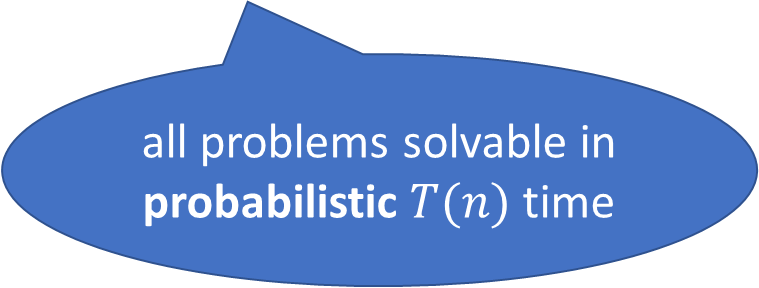 all problems solvable in
probabilistic T(n) time